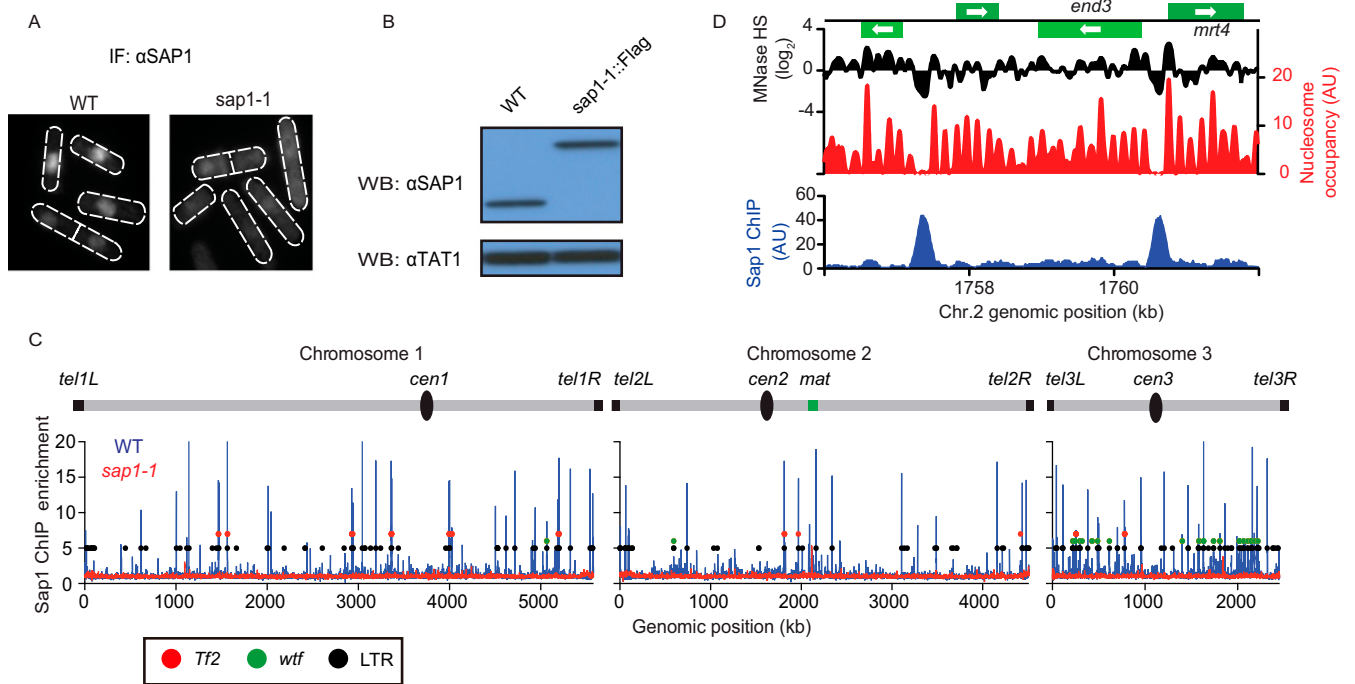 A
IF: αSAP1
WT
sap1-1
B
WT
sap1-1::Flag
WB: αSAP1
WB: αTAT1
D
end3
mrt4
MNase HS
(log2)
4
0
-4
20
10
0
Nucleosome
occupancy (AU)
Sap1 ChIP
(AU)
60
40
20
0
1758
1760
Chr.2 genomic position (kb)
C
Chromosome 1
Chromosome 2
Chromosome 3
tel1L
cen1
tel1R
tel2L
cen2
mat
tel2R
tel3L
cen3
tel3R
Sap1 ChIP enrichment
20
15
10
5
0
WT
sap1-1
0
1000
2000
3000
4000
5000
0
1000
2000
3000
4000
0
1000
2000
Genomic position (kb)
Tf2
wtf
LTR